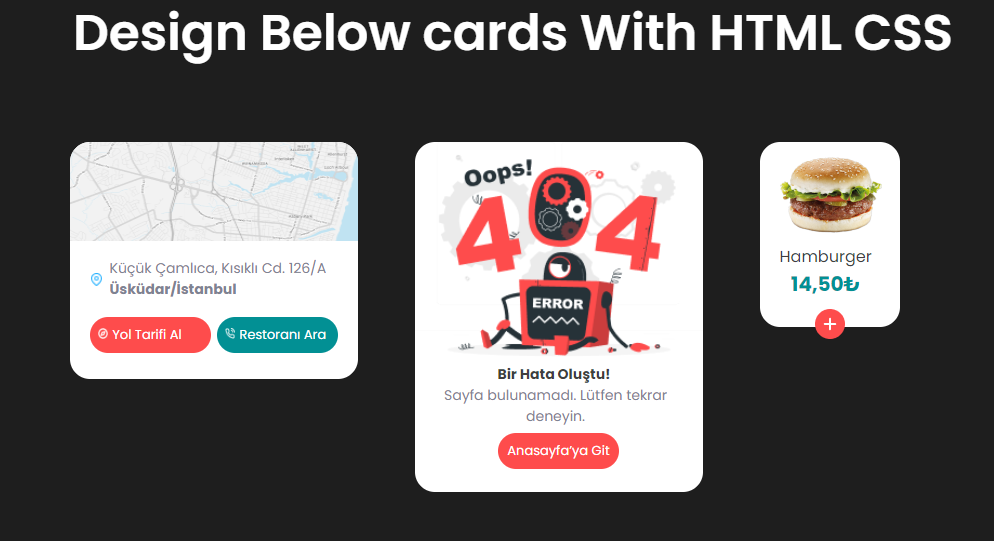 Design Below cards With HTML CSS
Küçük Çamlıca, Kısıklı Cd. 126/A
Üsküdar/İstanbul
Yol Tarifi Al
Restoranı Ara
Oops!
404
ERROR
Bir Hata Oluştu!
Sayfa bulunamadı. Lütfen tekrar
deneyin.
Anasayfa'ya Git
Hamburger
14,50₺
+